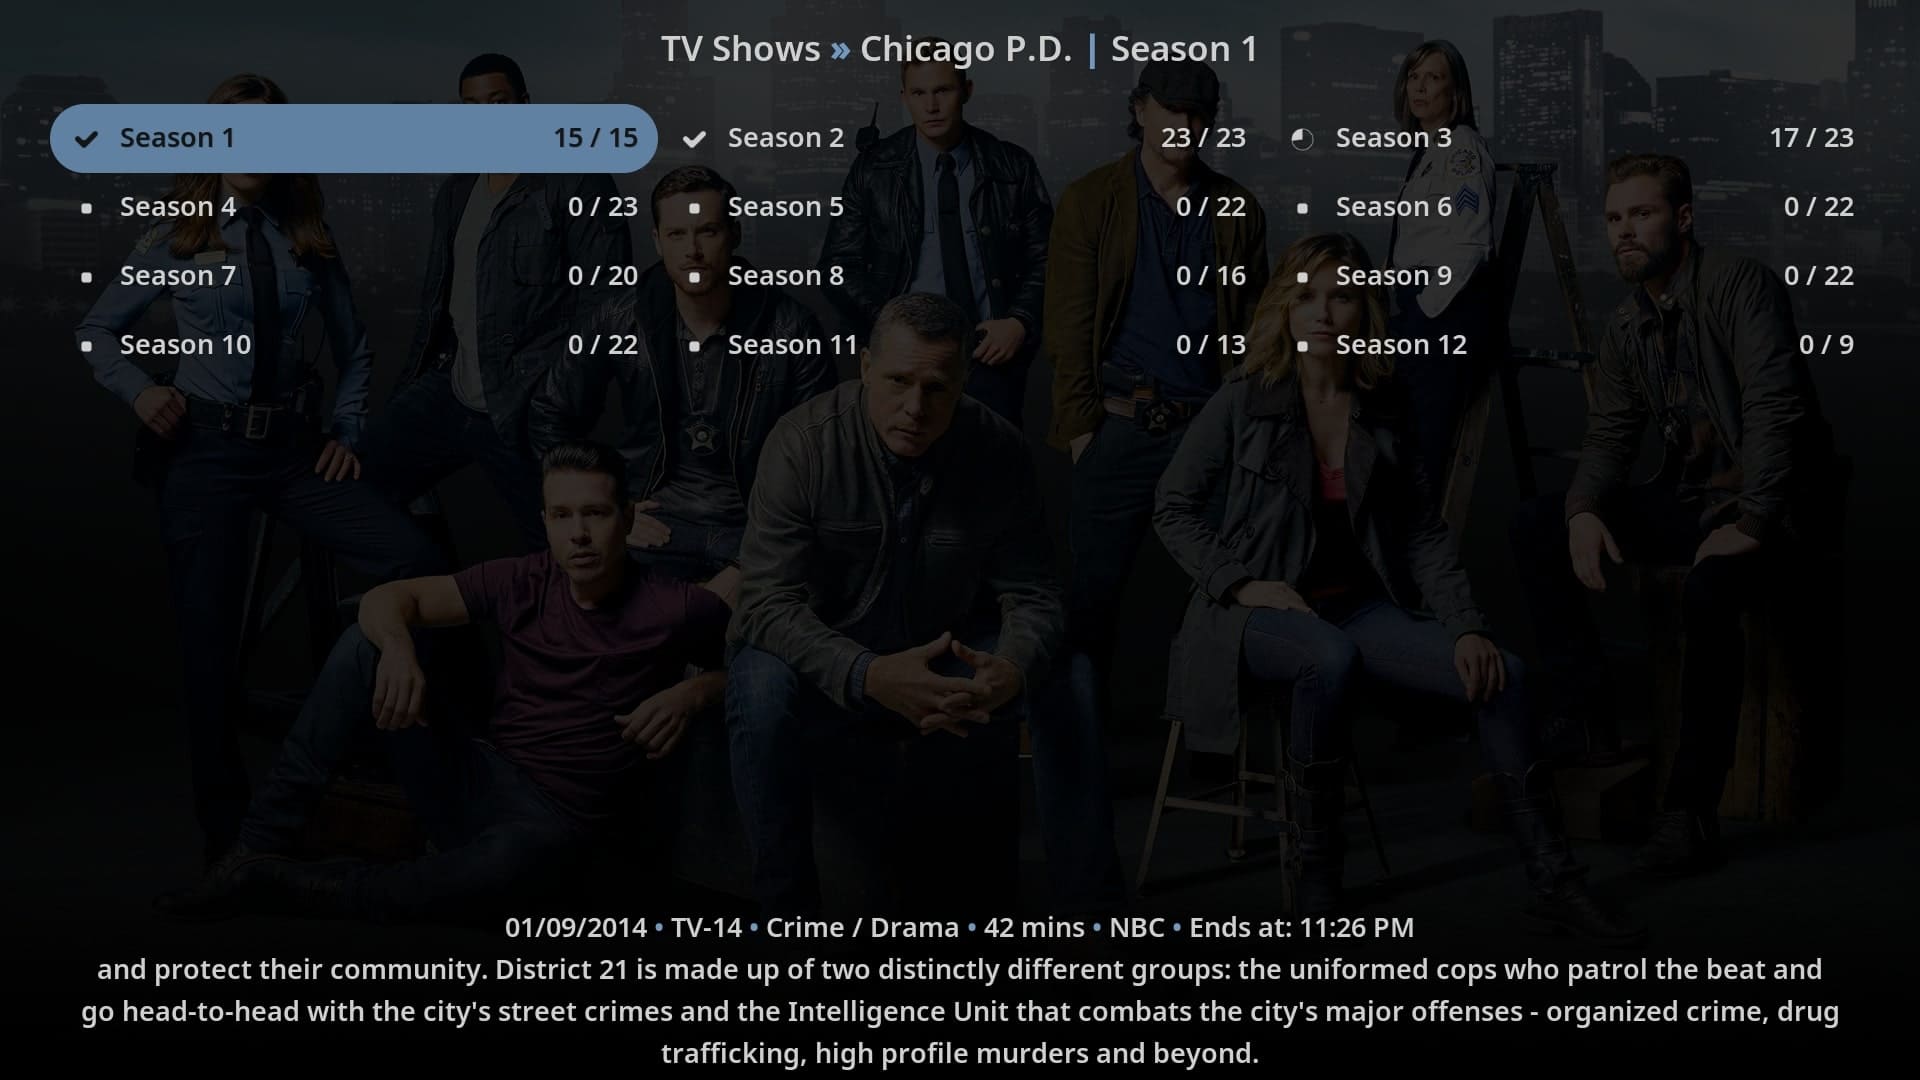 TV Shows » Chicago P.D. | Season 1
Season 1 15 / 15 Season 2 23 / 23 Season 3 17 / 23
Season 4 0 / 23 Season 5 0 / 22 Season 6 0 / 22
Season 7 0 / 20 Season 8 0 / 16 Season 9 0 / 22
Season 10 0 / 22 Season 11 0 / 13 Season 12 0 / 9
01/09/2014 • TV-14 • Crime / Drama • 42 mins • NBC • Ends at: 11:26 PM
and protect their community. District 21 is made up of two distinctly different groups: the uniformed cops who patrol the beat and
go head-to-head with the city's street crimes and the Intelligence Unit that combats the city's major offenses - organized crime, drug
trafficking, high profile murders and beyond.